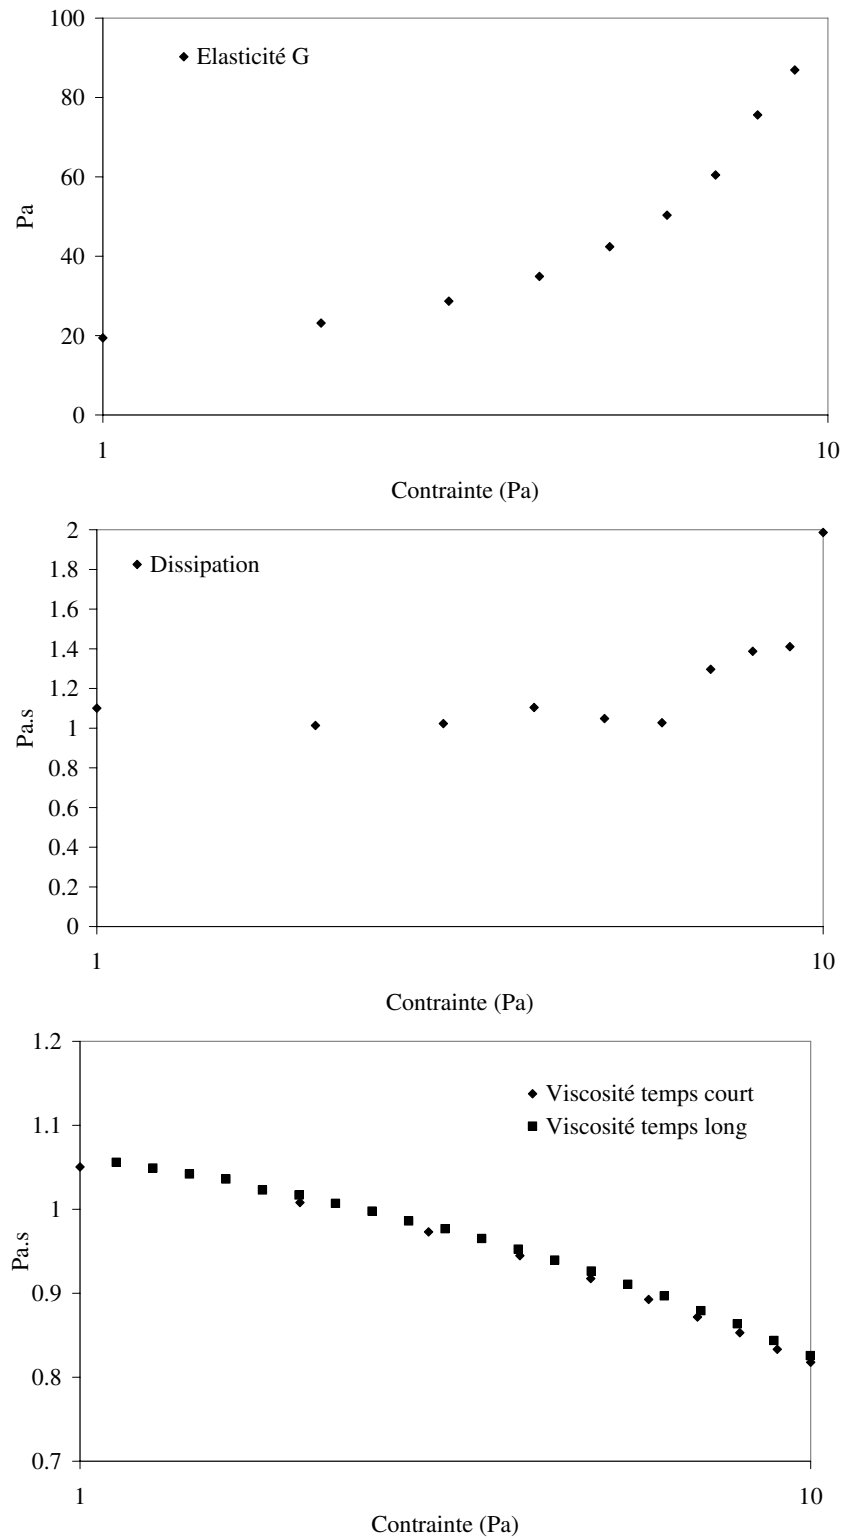 100
Elasticité G
80
60
Pa
40
20
0
1
10
Contrainte (Pa)
2
Dissipation
1.8
1.6
1.4
1.2
Pa.s
1
0.8
0.6
0.4
0.2
0
1
10
Contrainte (Pa)
1.2
Viscosité temps court
1.1
Viscosité temps long
1
Pa.s
0.9
0.8
0.7
1
10
Contrainte (Pa)